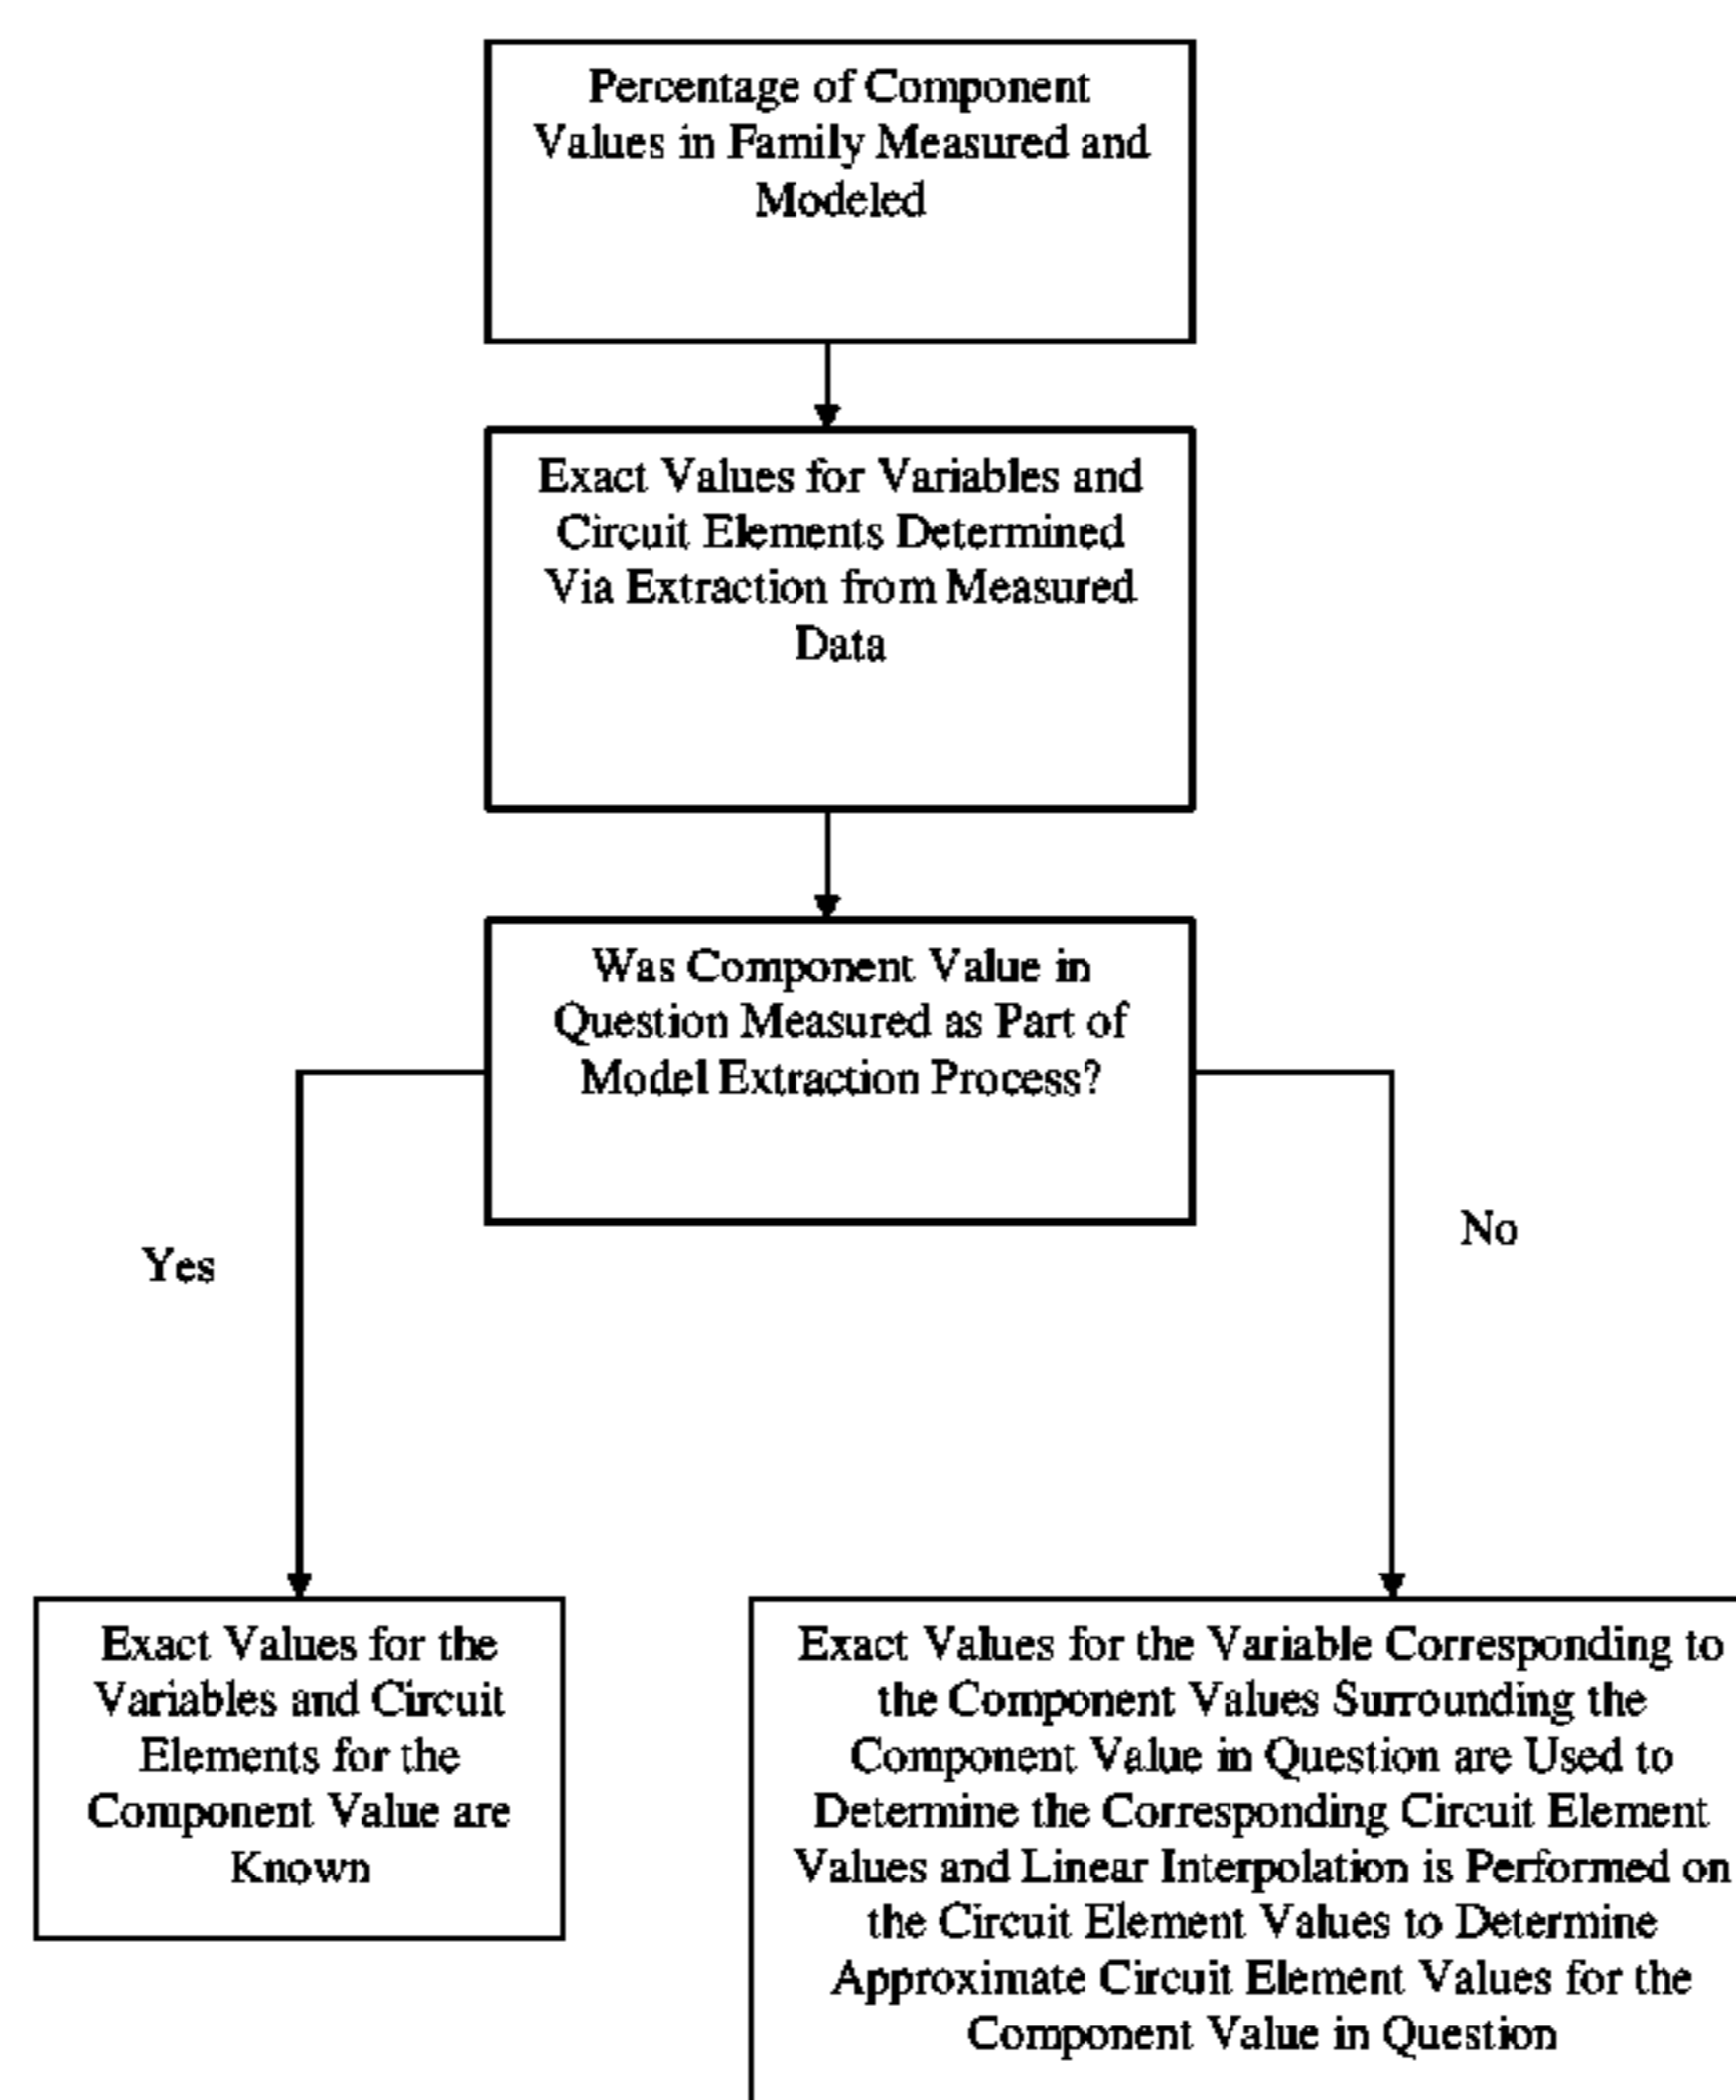 Percentage of Component
Values in Family Measured and
Modeled
Exact Values for Variables and
Circuit Elements Determined
Via Extraction from Measured
Data
Was Component Value in
Question Measured as Part of
Model Extraction Process?
Yes
No
Exact Values for the
Variables and Circuit
Elements for the
Component Value are
Known
Exact Values for the Variable Corresponding to
the Component Values Surrounding the
Component Value in Question are Used to
Determine the Corresponding Circuit Element
Values and Linear Interpolation is Performed on
the Circuit Element Values to Determine
Approximate Circuit Element Values for the
Component Value in Question